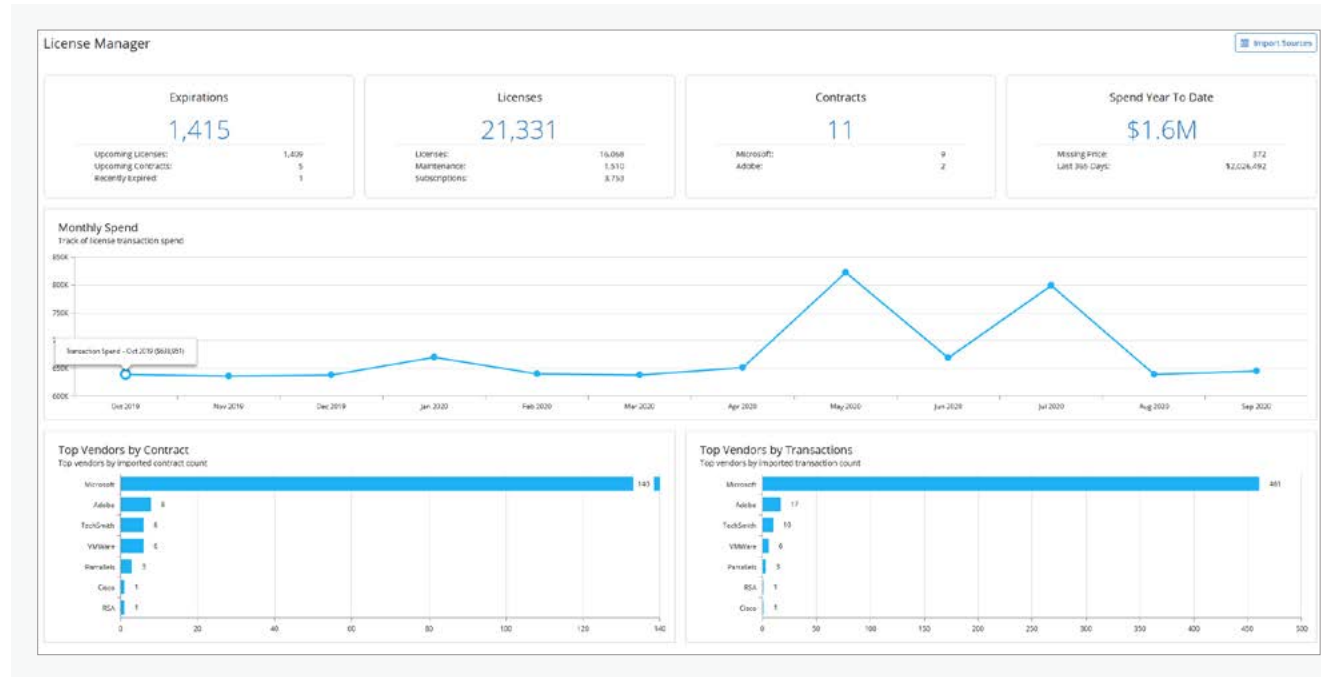 License Manager
Import Sources
Expirations
1,415
Upcoming Licenses: 1,409
Upcoming Contracts: 5
Recently Expired: 1
Licenses
21,331
Licenses: 16,068
Maintenance: 1,510
Subscriptions: 3,753
Contracts
11
Microsoft: 9
Adobe: 2
Spend Year To Date
$1.6M
Missing Price: 372
Last 365 Days: $2,026,492
Monthly Spend
Track of license transaction spend
850K
800K
750K
650K
600K
Transaction Spend - Oct 2019
Oct 2019 Nov 2019 Dec 2019 Jan 2020 Feb 2020 Mar 2020 Apr 2020 May 2020 Jun 2020 Jul 2020 Aug 2020 Sep 2020
Top Vendors by Contract
Top vendors by imported contract count
Microsoft
Adobe 8
TechSmith 6
VMWare 6
Parrallels 3
Cisco 1
RSA 1
0 20 40 60 80 100 120 140
Top Vendors by Transactions
Top vendors by imported transaction count
Microsoft 461
Adobe 17
TechSmith 10
VMWare 6
Parrallels 3
RSA 1
Cisco 1
0 50 100 150 200 250 300 350 400 450 500